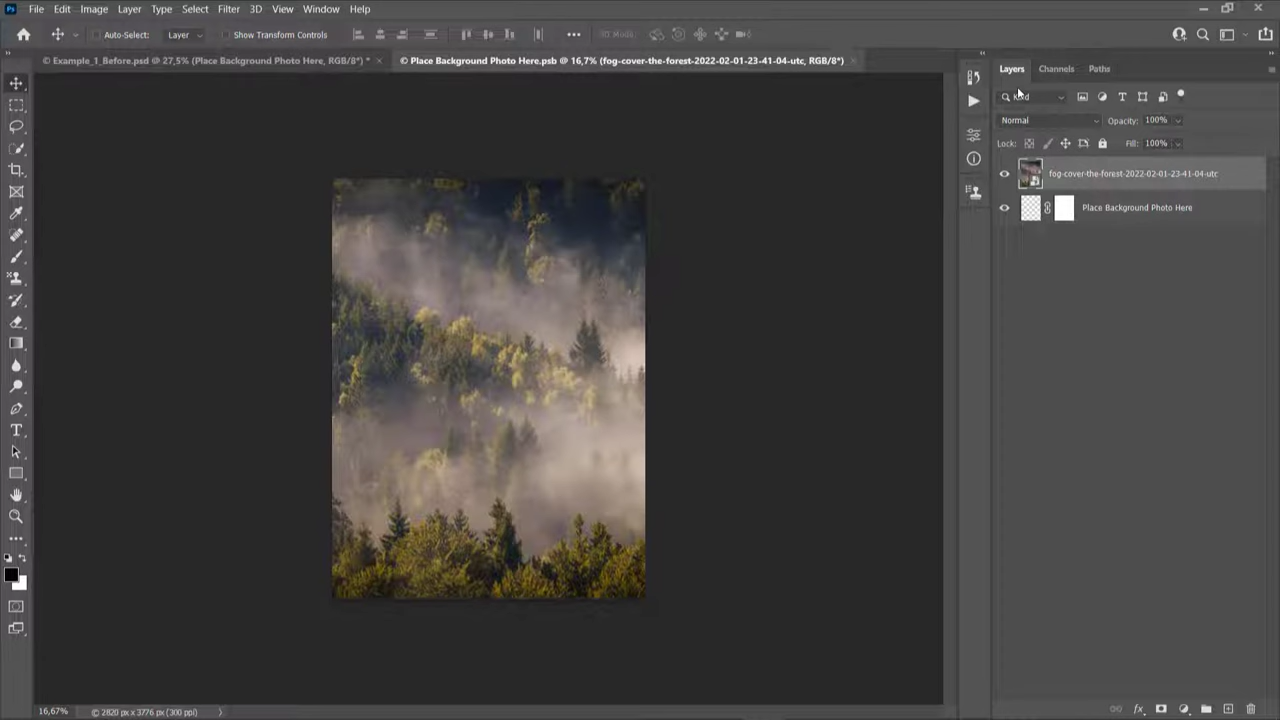 Ps File Edit Image Layer Type Select Filter 3D View Window Help
Auto-Select: Layer Show Transform Controls 3D Mode:
© Example_1_Before.psd @ 27,5% (Place Background Photo Here, RGB/8*) * ×
© Place Background Photo Here.psb @ 16,7% (fog-cover-the-forest-2022-02-01-23-41-04-utc, RGB/8*) ×
Layers Channels Paths
Kind
Normal Opacity: 100%
Lock: Fill: 100%
fog-cover-the-forest-2022-02-01-23-41-04-utc
Place Background Photo Here
16,67% © 2820 px x 3776 px (300 ppi)